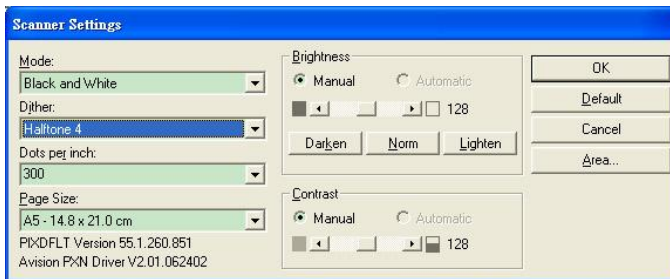 Scanner Settings
Mode:
Black and White
Dither:
Halftone 4
Dots per inch:
300
Page Size:
A5 - 14.8 x 21.0 cm
PIXDFLT Version 55.1.260.851
Avision PXN Driver V2.01.062402
Brightness
Manual
Automatic
128
Darken
Norm
Lighten
Contrast
Manual
Automatic
128
OK
Default
Cancel
Area...